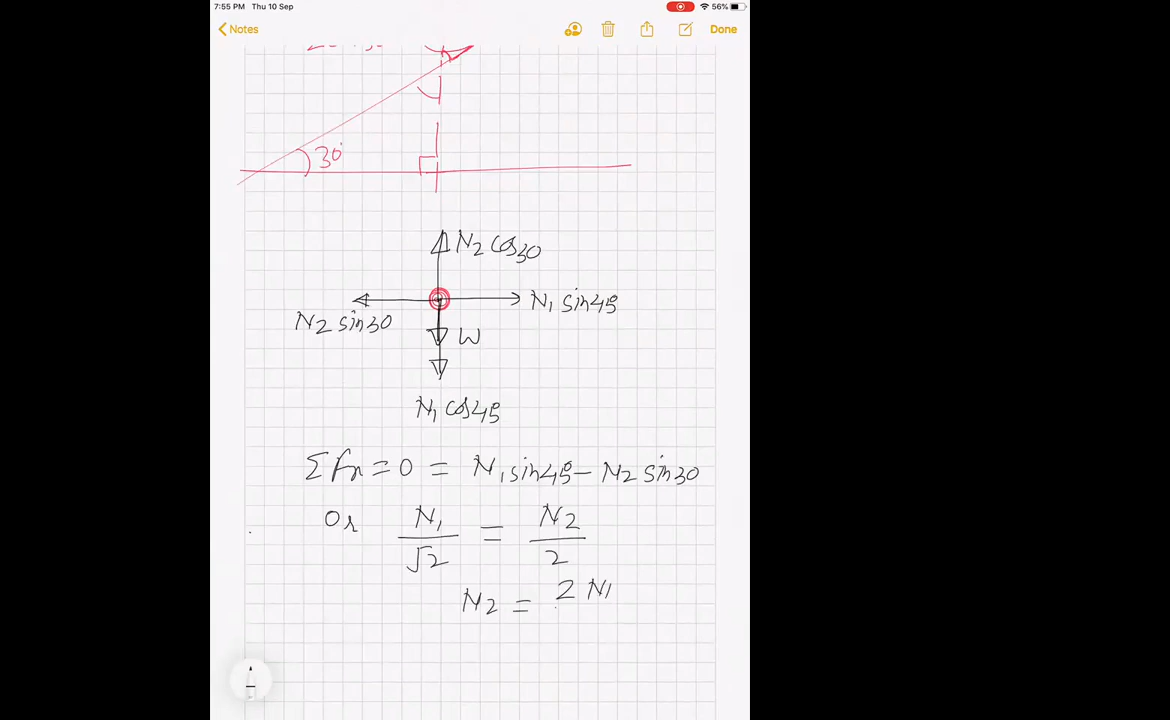 7:55 PM Thu 10 Sep
56%
Notes
Done
30°
N2 cos30
N1 sin45
N2 sin30
W
N1 cos45
ΣFx = 0 = N1 sin45 - N2 sin30
Or N1/√2 = N2/2
N2 = 2 N1